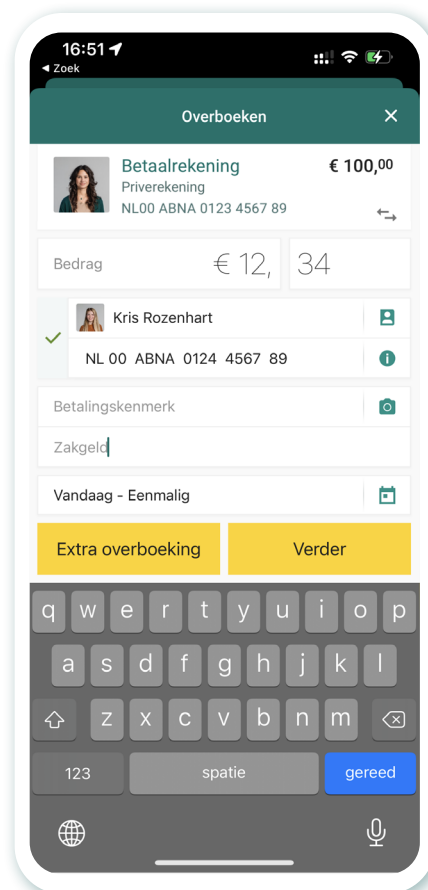 16:51
◀ Zoek
Overboeken ×
Betaalrekening € 100,00
Priverekening
NL00 ABNA 0123 4567 89
Bedrag € 12, 34
Kris Rozenhart
NL 00 ABNA 0124 4567 89
Betalingskenmerk
Zakgeld
Vandaag - Eenmalig
Extra overboeking Verder
q w e r t y u i o p
a s d f g h j k l
z x c v b n m
123 spatie gereed